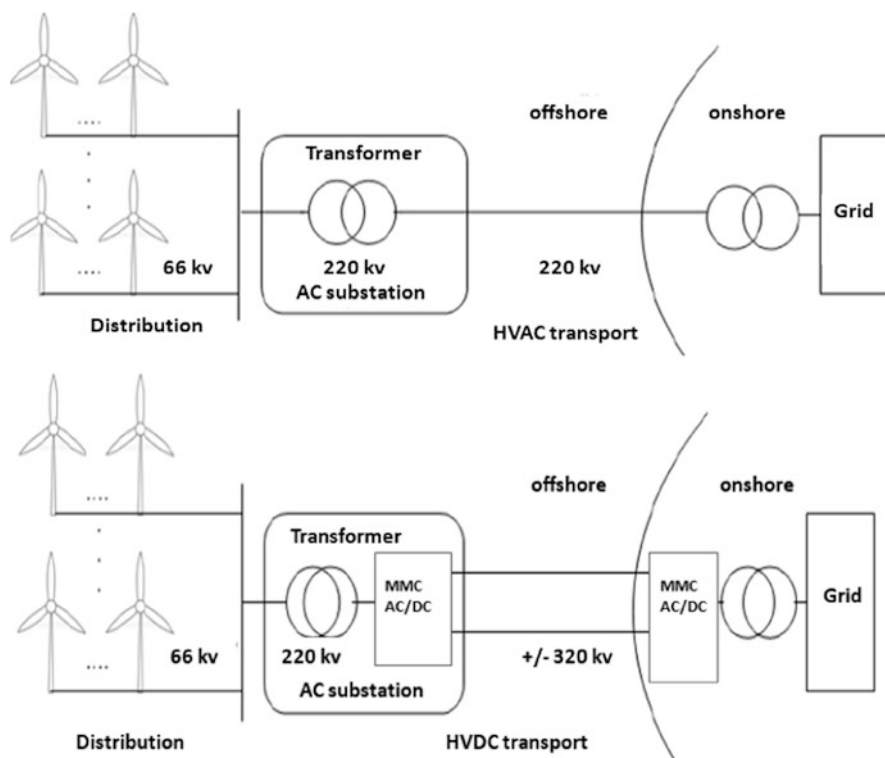 offshore
onshore
Transformer
Grid
66 kv
220 kv
220 kv
AC substation
Distribution
HVAC transport
offshore
onshore
Transformer
MMC
AC/DC
MMC
AC/DC
Grid
66 kv
220 kv
+/- 320 kv
AC substation
Distribution
HVDC transport